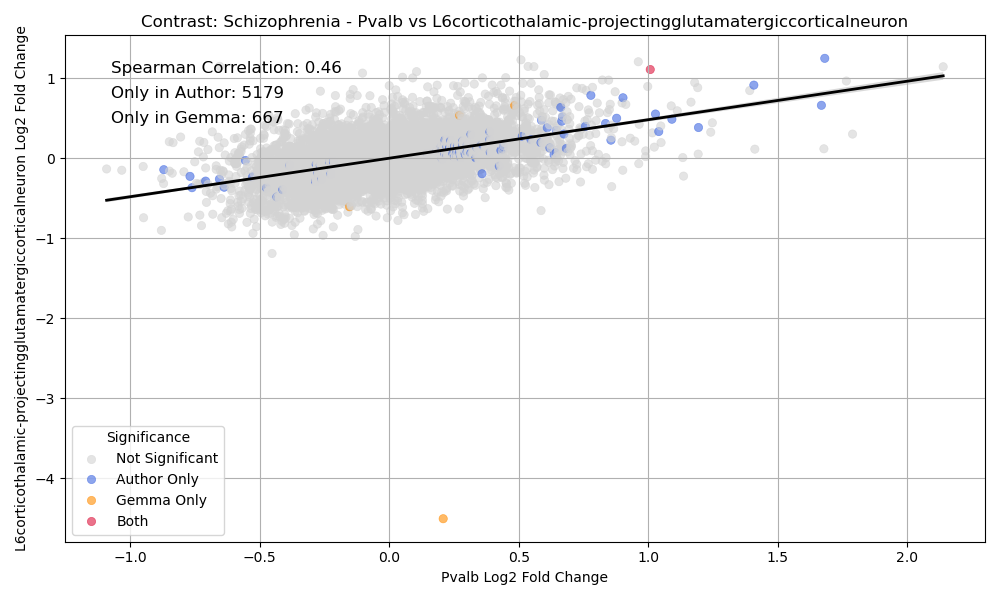 Contrast: Schizophrenia - Pvalb vs L6corticothalamic-projectingglutamatergiccorticalneuron
Spearman Correlation: 0.46
Only in Author: 5179
Only in Gemma: 667
L6corticothalamic-projectingglutamatergiccorticalneuron Log2 Fold Change
1
0
−1
−2
−3
−4
Significance
Not Significant
Author Only
Gemma Only
Both
−1.0
−0.5
0.0
0.5
1.0
1.5
2.0
Pvalb Log2 Fold Change